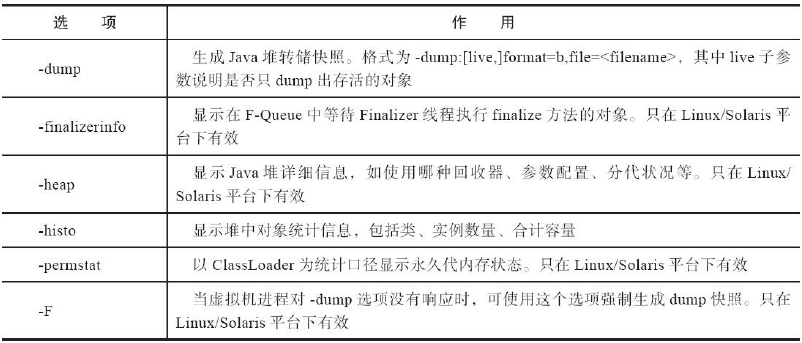 选 项 作 用
-dump
生成 Java 堆转储快照。格式为 -dump:[live,]format=b,file=<filename>，其中 live 子参
数说明是否只 dump 出存活的对象
-finalizerinfo
显示在 F-Queue 中等待 Finalizer 线程执行 finalize 方法的对象。只在 Linux/Solaris 平
台下有效
-heap
显示 Java 堆详细信息，如使用哪种回收器、参数配置、分代状况等。只在 Linux/
Solaris 平台下有效
-histo
显示堆中对象统计信息，包括类、实例数量、合计容量
-permstat
以 ClassLoader 为统计口径显示永久代内存状态。只在 Linux/Solaris 平台下有效
-F
当虚拟机进程对 -dump 选项没有响应时，可使用这个选项强制生成 dump 快照。只在
Linux/Solaris 平台下有效